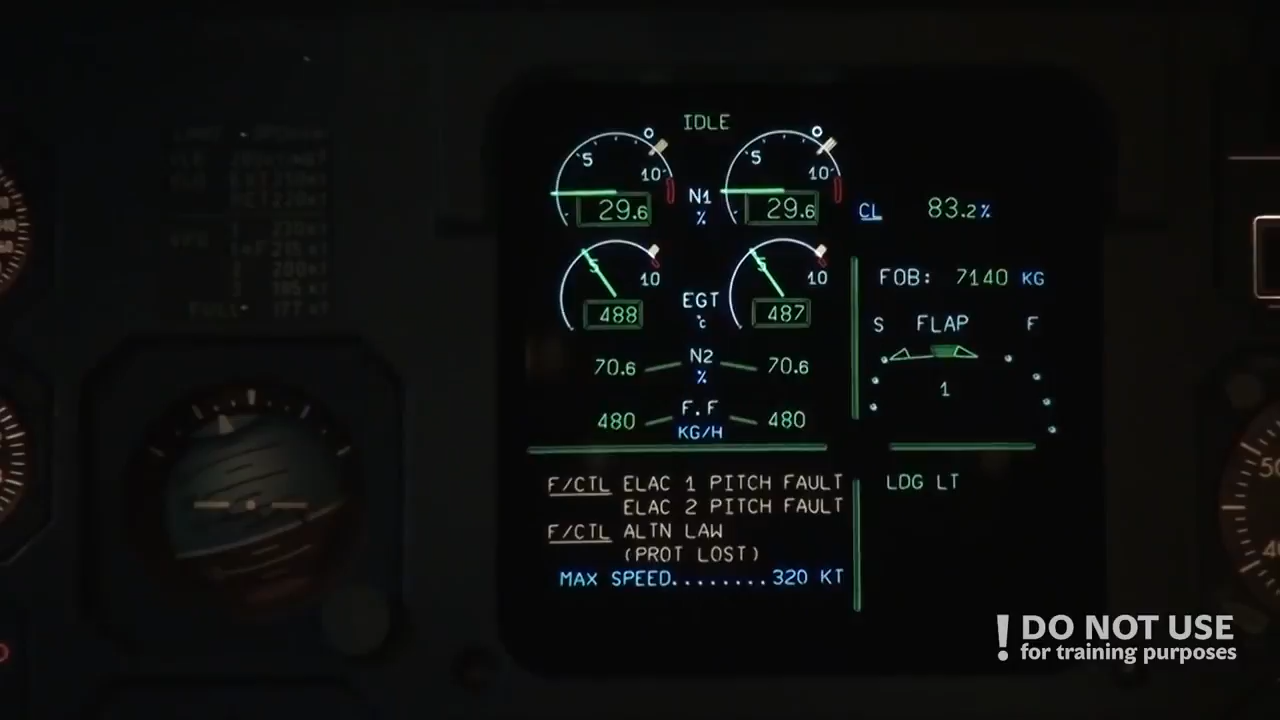 IDLE
5 10 5 10
29.6 N1 % 29.6
CL 83.2%
5 10 5 10
488 EGT °c 487
FOB: 7140 KG
S FLAP F
1
70.6 N2 % 70.6
480 F.F KG/H 480
F/CTL ELAC 1 PITCH FAULT
ELAC 2 PITCH FAULT
F/CTL ALTN LAW
(PROT LOST)
MAX SPEED........320 KT
LDG LT
! DO NOT USE
for training purposes